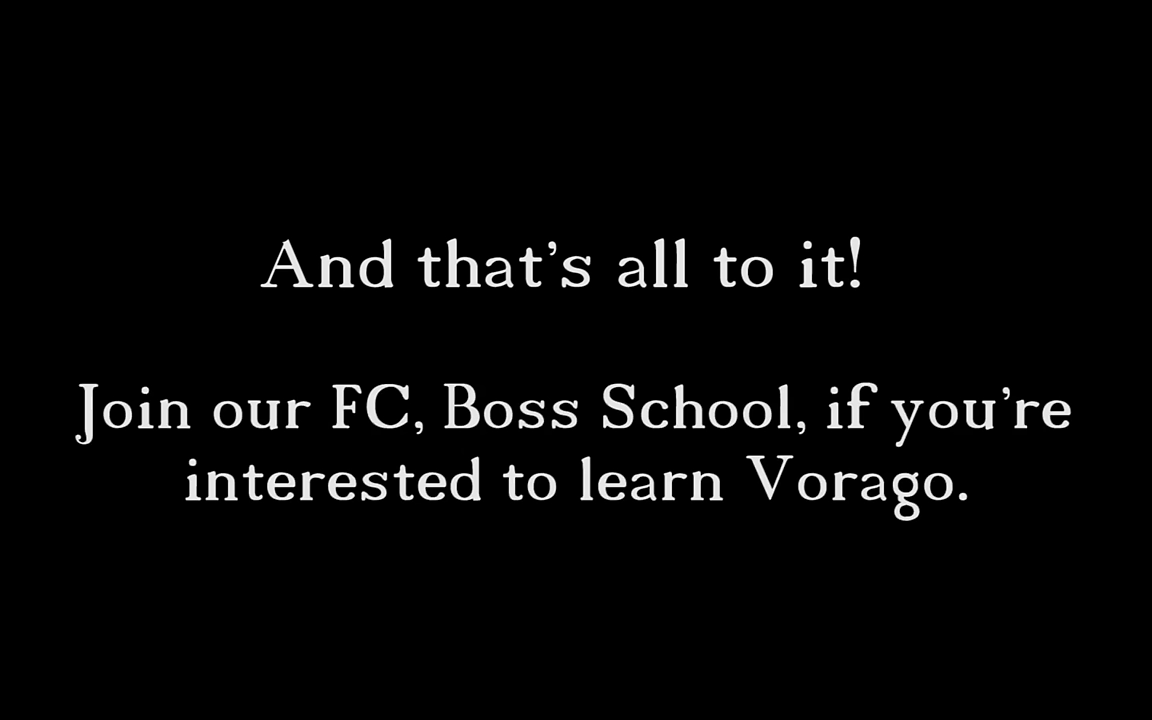 And that's all to it!
Join our FC, Boss School, if you're
interested to learn Vorago.